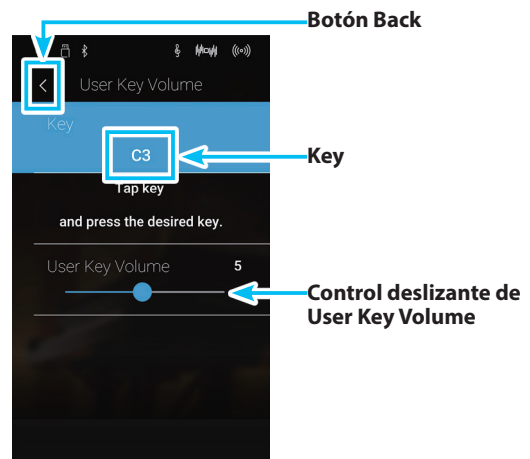 Botón Back
User Key Volume
Key
C3
Key
Tap key
and press the desired key.
User Key Volume 5
Control deslizante de
User Key Volume